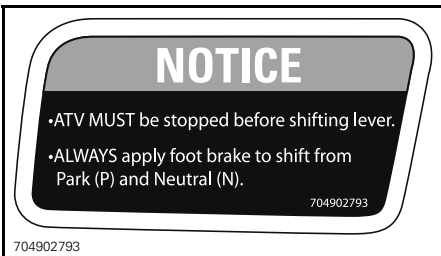 NOTICE
•ATV MUST be stopped before shifting lever.
•ALWAYS apply foot brake to shift from
Park (P) and Neutral (N).
704902793
704902793